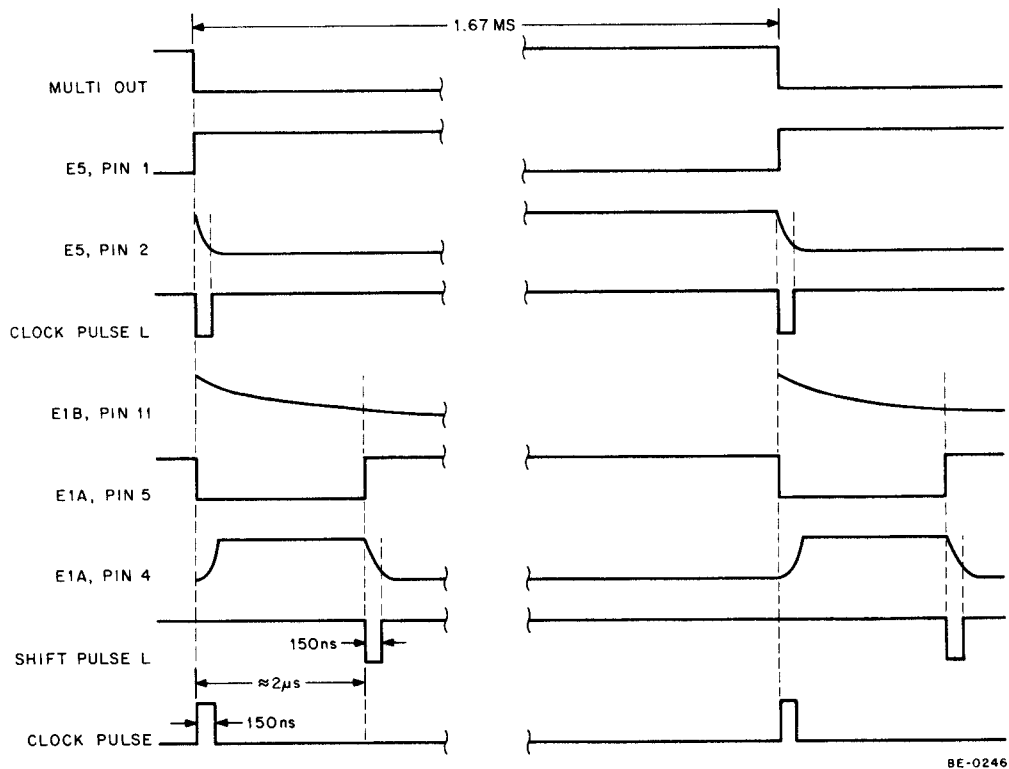 1.67 MS
MULTI OUT
E5, PIN 1
E5, PIN 2
CLOCK PULSE L
E1B, PIN 11
E1A, PIN 5
E1A, PIN 4
150ns
SHIFT PULSE L
≈2μs
150ns
CLOCK PULSE
BE-0246